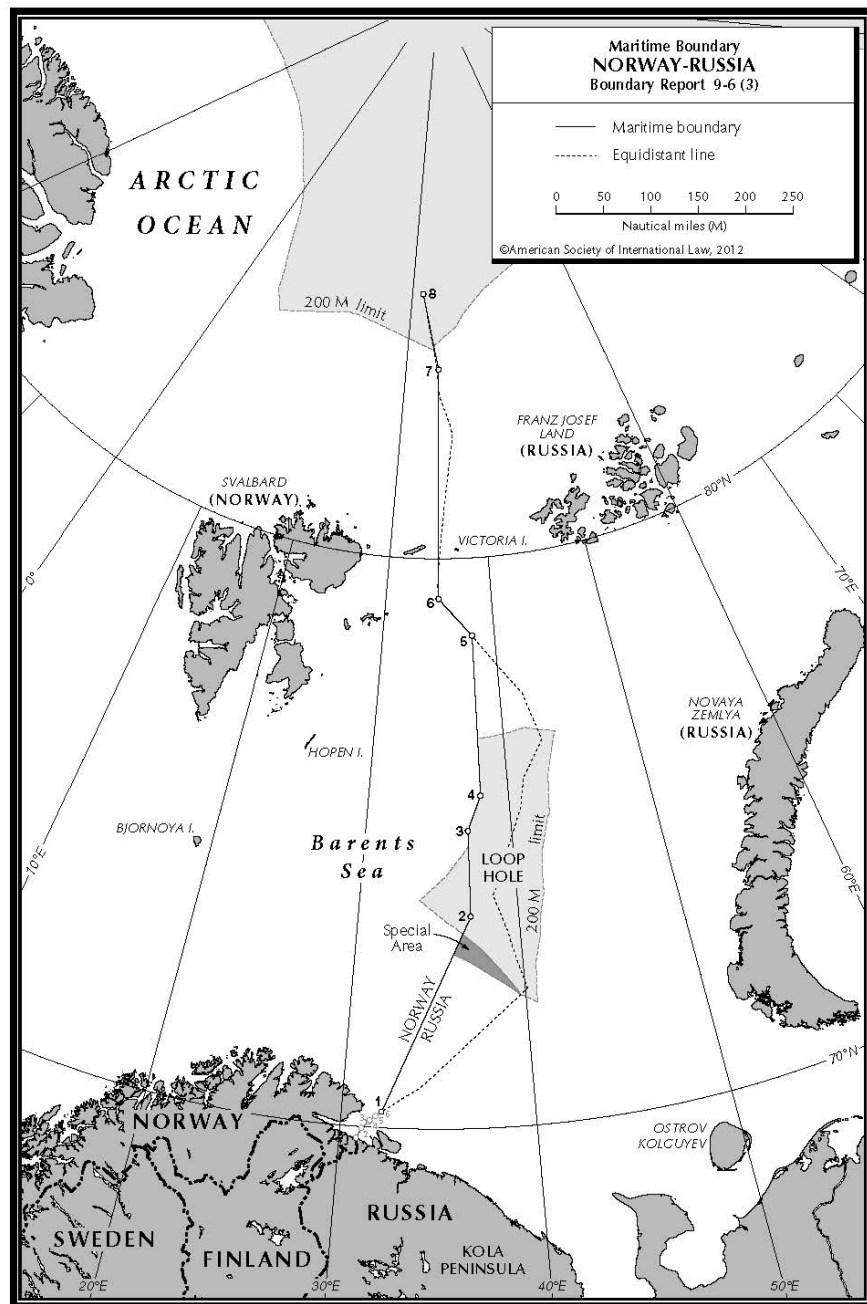 Maritime Boundary
NORWAY-RUSSIA
Boundary Report 9-6 (3)
Maritime boundary
Equidistant line
0 50 100 150 200 250
Nautical miles (M)
©American Society of International Law, 2012
ARCTIC
OCEAN
200 M limit
8
7
FRANZ JOSEF
LAND
(RUSSIA)
SVALBARD
(NORWAY)
80°N
VICTORIA I.
0°
70°E
6
5
NOVAYA
ZEMLYA
(RUSSIA)
HOPEN I.
4
BJORNOYA I.
3
Barents
Sea
LOOP
HOLE
200 M limit
10°E
60°E
2
Special
Area
NORWAY
RUSSIA
70°N
1
NORWAY
OSTROV
KOLGUYEV
RUSSIA
SWEDEN
FINLAND
KOLA
PENINSULA
20°E
30°E
40°E
50°E